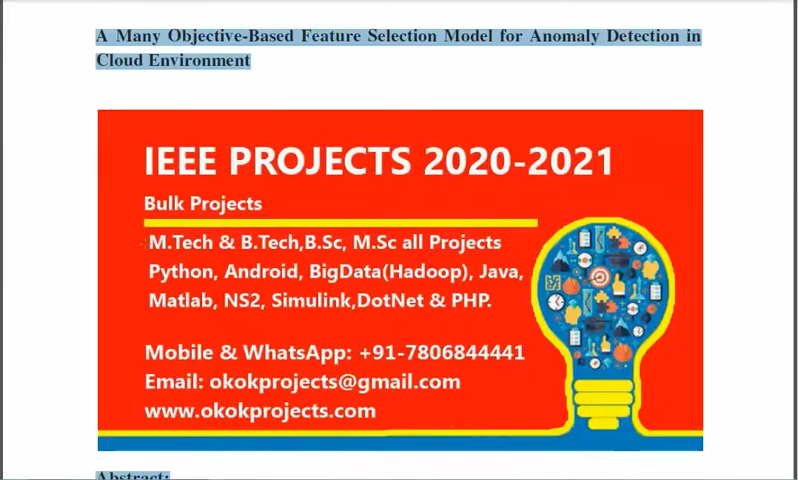 A Many Objective-Based Feature Selection Model for Anomaly Detection in
Cloud Environment
IEEE PROJECTS 2020-2021
Bulk Projects
M.Tech & B.Tech,B.Sc, M.Sc all Projects
Python, Android, BigData(Hadoop), Java,
Matlab, NS2, Simulink,DotNet & PHP.
Mobile & WhatsApp: +91-7806844441
Email: okokprojects@gmail.com
www.okokprojects.com
Abstract: